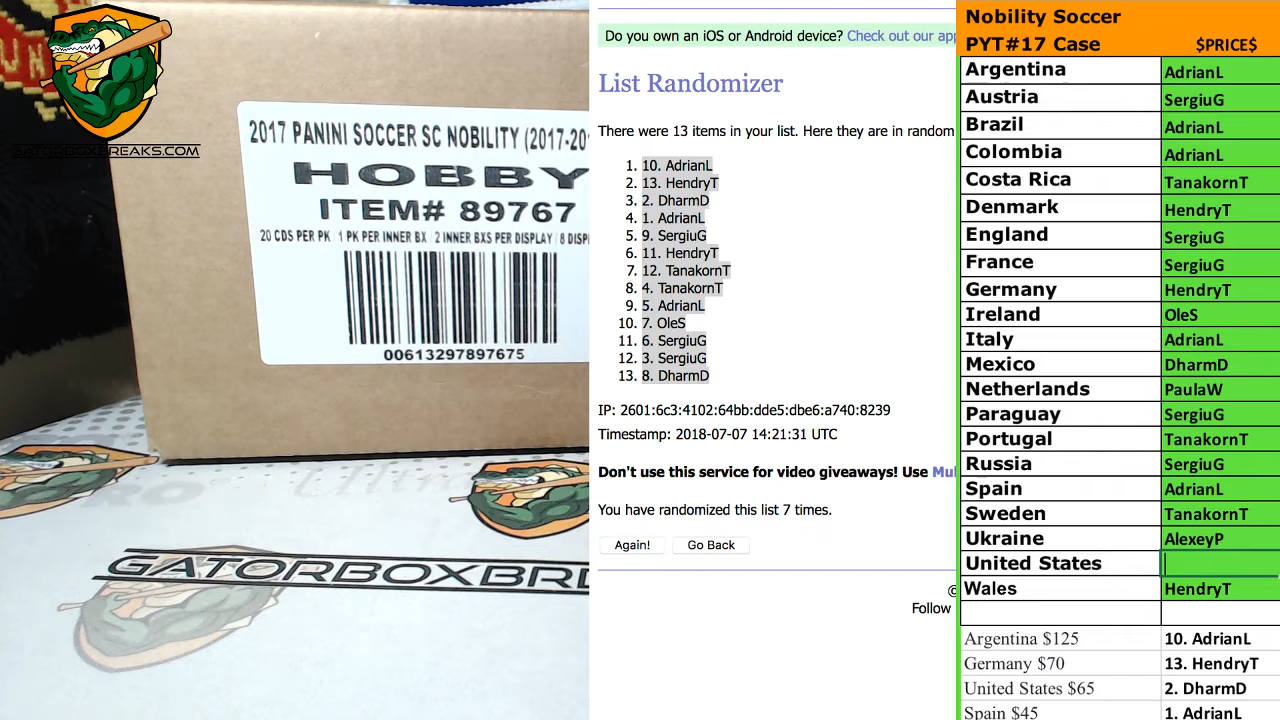 GATORBOXBREAKS.COM
2017 PANINI SOCCER SC NOBILITY (2017-20
HOBBY
ITEM# 89767
20 CDS PER PK 1 PK PER INNER BX 2 INNER BXS PER DISPLAY / 8 DISP
00613297897675
GATORBOXBRE
Do you own an iOS or Android device? Check out our app
List Randomizer
There were 13 items in your list. Here they are in random
1. 10. AdrianL
2. 13. HendryT
3. 2. DharmD
4. 1. AdrianL
5. 9. SergiuG
6. 11. HendryT
7. 12. TanakornT
8. 4. TanakornT
9. 5. AdrianL
10. 7. OleS
11. 6. SergiuG
12. 3. SergiuG
13. 8. DharmD
IP: 2601:6c3:4102:64bb:dde5:dbe6:a740:8239
Timestamp: 2018-07-07 14:21:31 UTC
Don't use this service for video giveaways! Use Mul
You have randomized this list 7 times.
Again! Go Back
©
Follow
Nobility Soccer
PYT#17 Case $PRICE$
Argentina AdrianL
Austria SergiuG
Brazil AdrianL
Colombia AdrianL
Costa Rica TanakornT
Denmark HendryT
England SergiuG
France SergiuG
Germany HendryT
Ireland OleS
Italy AdrianL
Mexico DharmD
Netherlands PaulaW
Paraguay SergiuG
Portugal TanakornT
Russia SergiuG
Spain AdrianL
Sweden TanakornT
Ukraine AlexeyP
United States
Wales HendryT
Argentina $125 10. AdrianL
Germany $70 13. HendryT
United States $65 2. DharmD
Spain $45 1. AdrianL